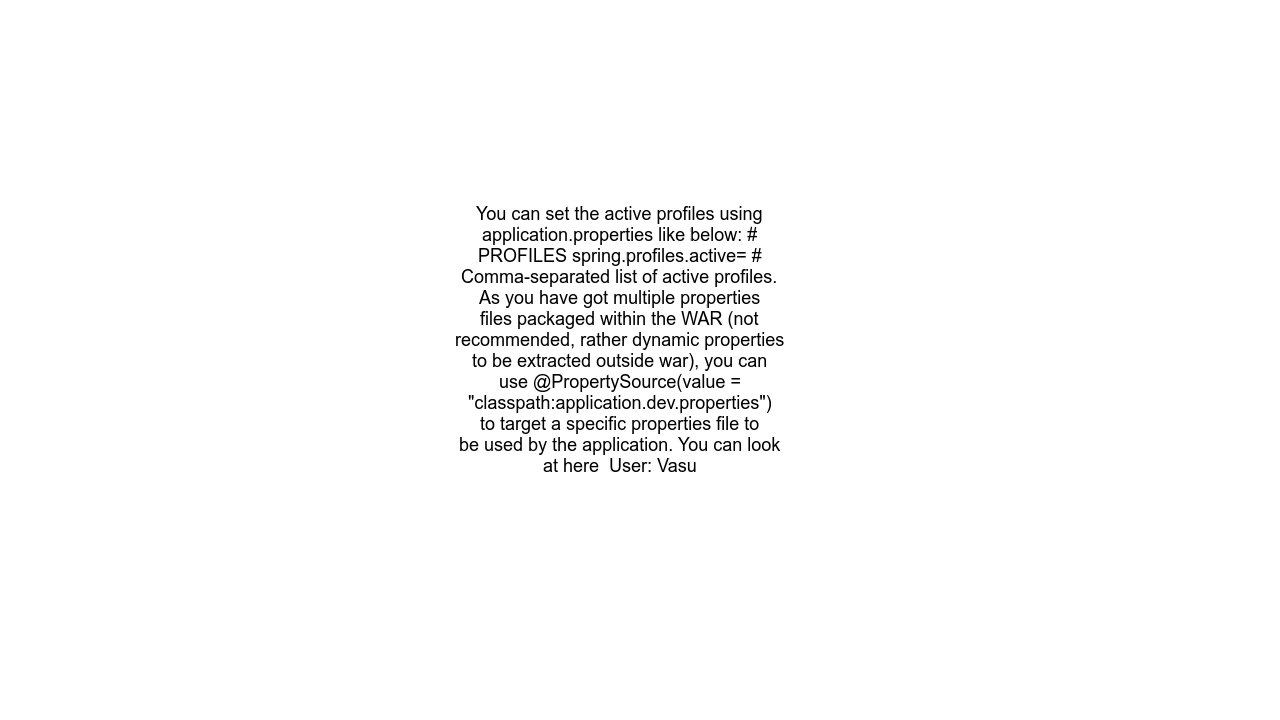 You can set the active profiles using
application.properties like below: #
PROFILES spring.profiles.active= #
Comma-separated list of active profiles.
As you have got multiple properties
files packaged within the WAR (not
recommended, rather dynamic properties
to be extracted outside war), you can
use @PropertySource(value =
"classpath:application.dev.properties")
to target a specific properties file to
be used by the application. You can look
at here  User: Vasu